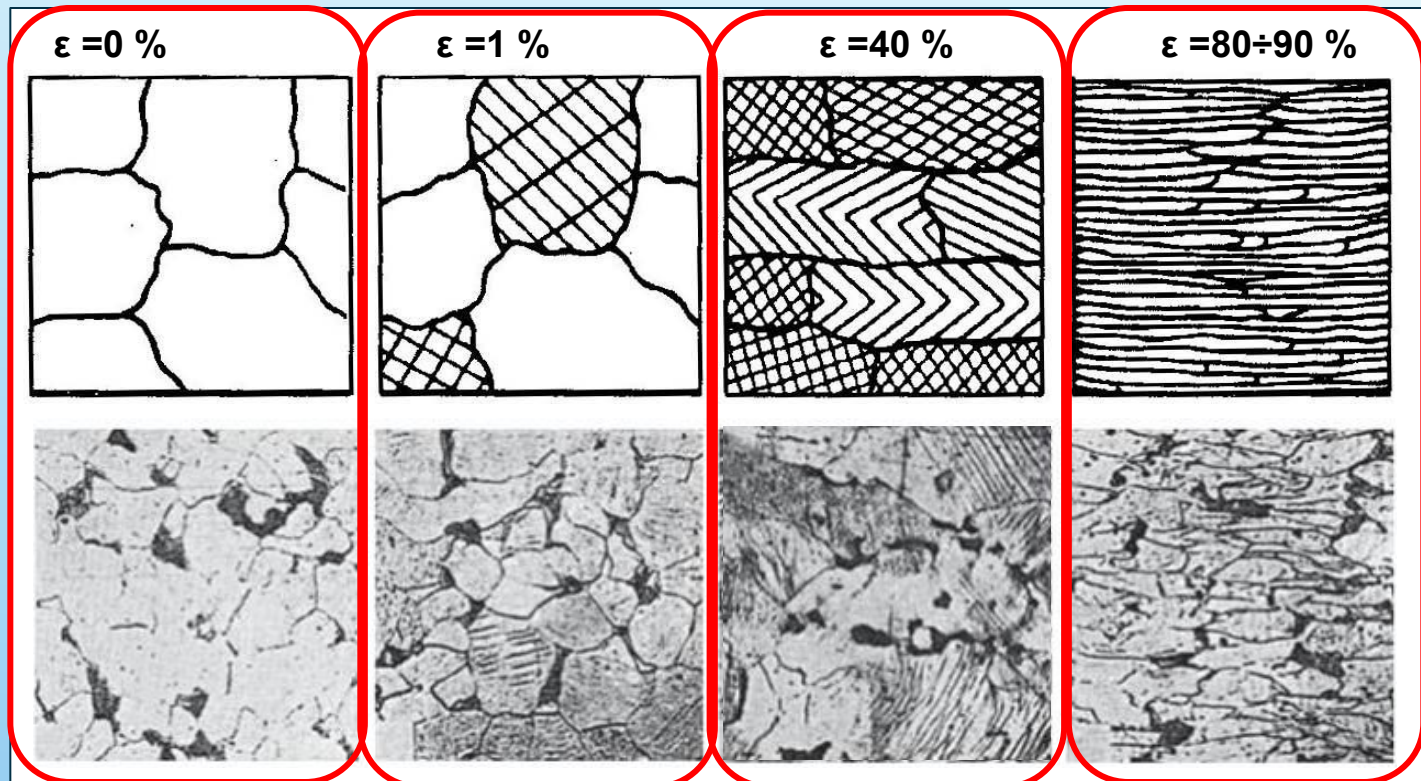 ε =0 %
ε =1 %
ε =40 %
ε =80÷90 %